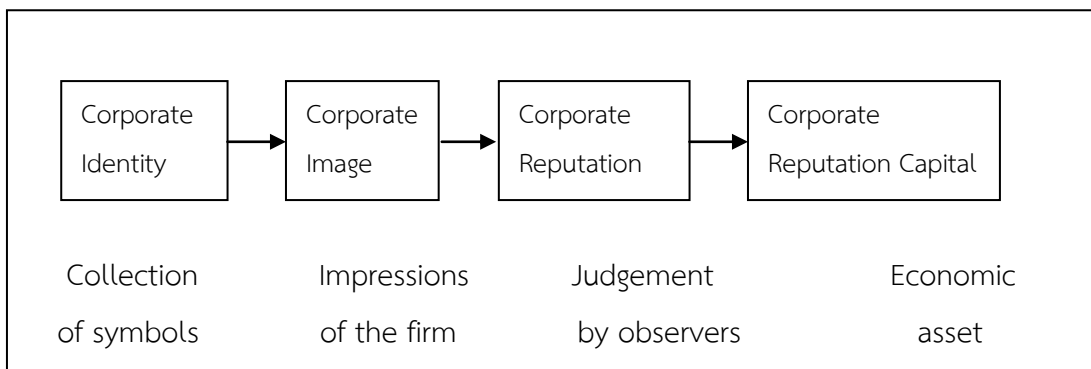 Corporate
Identity
Corporate
Image
Corporate
Reputation
Corporate
Reputation Capital
Collection
of symbols
Impressions
of the firm
Judgement
by observers
Economic
asset